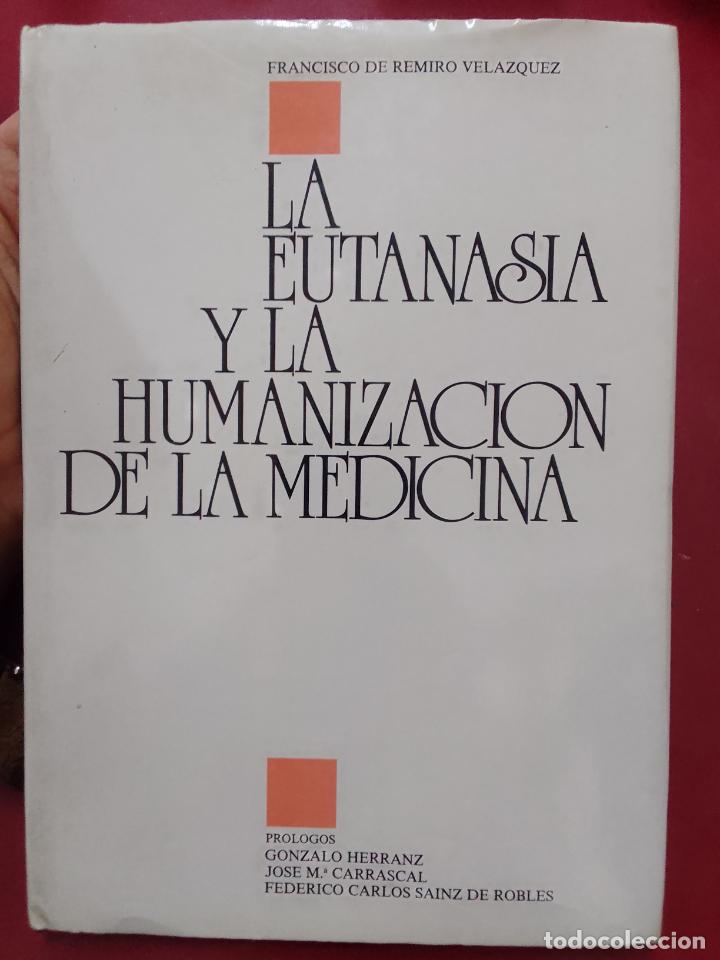 FRANCISCO DE REMIRO VELAZQUEZ
LA
EUTANASIA
Y LA
HUMANIZACION
DE LA MEDICINA
PROLOGOS
GONZALO HERRANZ
JOSE M.ª CARRASCAL
FEDERICO CARLOS SAINZ DE ROBLES
todocoleccion